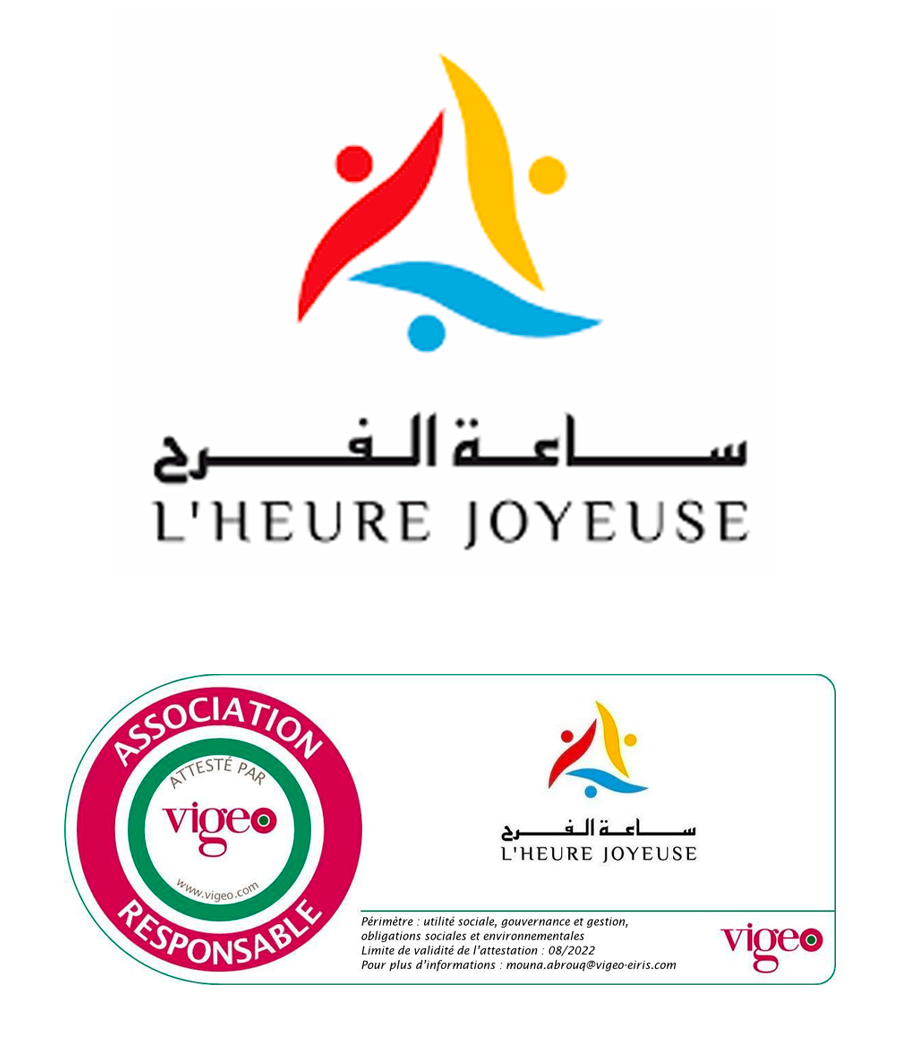 ساعة الفرح
L'HEURE JOYEUSE
ASSOCIATION
RESPONSABLE
ATTESTÉ PAR
vigeo
www.vigeo.com
ساعة الفرح
L'HEURE JOYEUSE
Périmètre : utilité sociale, gouvernance et gestion,
obligations sociales et environnementales
Limite de validité de l'attestation : 08/2022
Pour plus d'informations : mouna.abrouq@vigeo-eiris.com
vigeo